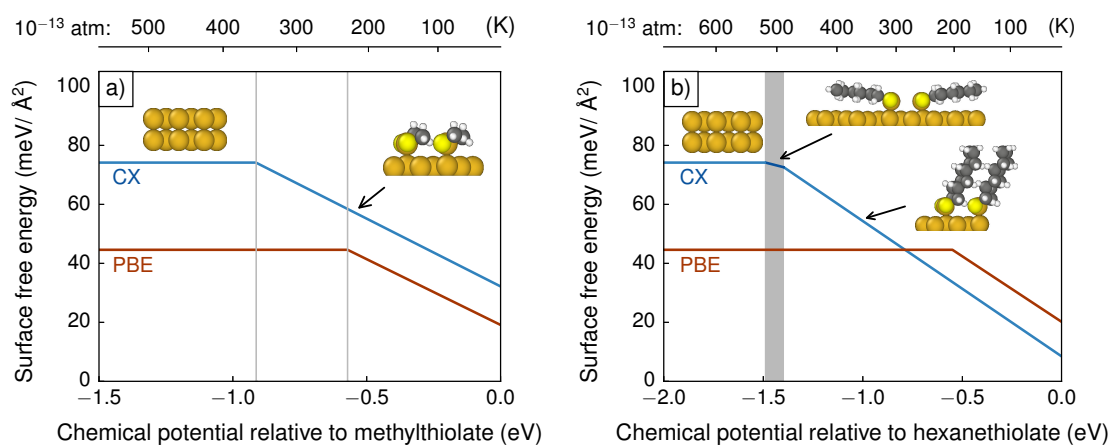 10⁻¹³ atm: 500 400 300 200 100 (K)
a)
Surface free energy (meV/ Å²)
100
80
60
40
20
0
CX
PBE
−1.5 −1.0 −0.5 0.0
Chemical potential relative to methylthiolate (eV)
10⁻¹³ atm: 600 500 400 300 200 100 (K)
b)
Surface free energy (meV/ Å²)
100
80
60
40
20
0
CX
PBE
−2.0 −1.5 −1.0 −0.5 0.0
Chemical potential relative to hexanethiolate (eV)